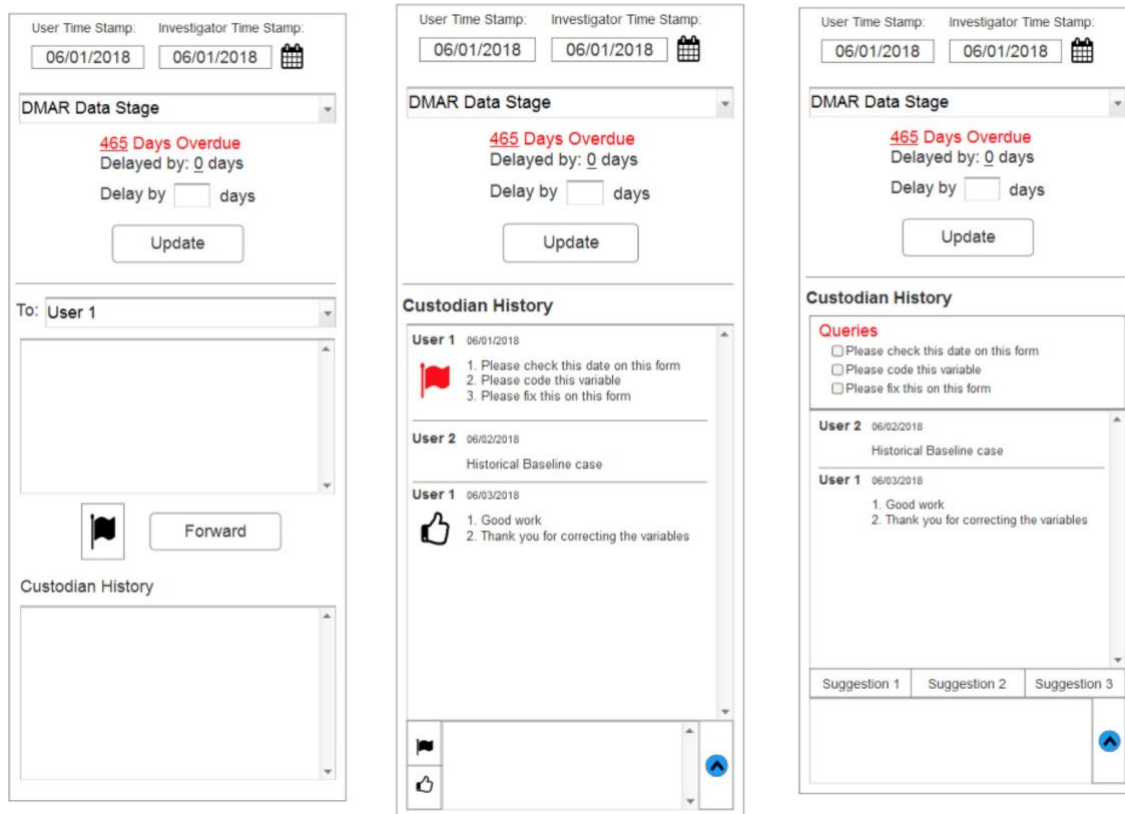 User Time Stamp: Investigator Time Stamp:
06/01/2018 06/01/2018
DMAR Data Stage
465 Days Overdue
Delayed by: 0 days
Delay by days
Update
To: User 1
Forward
Custodian History
User Time Stamp: Investigator Time Stamp:
06/01/2018 06/01/2018
DMAR Data Stage
465 Days Overdue
Delayed by: 0 days
Delay by days
Update
Custodian History
User 1 06/01/2018
1. Please check this date on this form
2. Please code this variable
3. Please fix this on this form
User 2 06/02/2018
Historical Baseline case
User 1 06/03/2018
1. Good work
2. Thank you for correcting the variables
User Time Stamp: Investigator Time Stamp:
06/01/2018 06/01/2018
DMAR Data Stage
465 Days Overdue
Delayed by: 0 days
Delay by days
Update
Custodian History
Queries
Please check this date on this form
Please code this variable
Please fix this on this form
User 2 06/02/2018
Historical Baseline case
User 1 06/03/2018
1. Good work
2. Thank you for correcting the variables
Suggestion 1 Suggestion 2 Suggestion 3